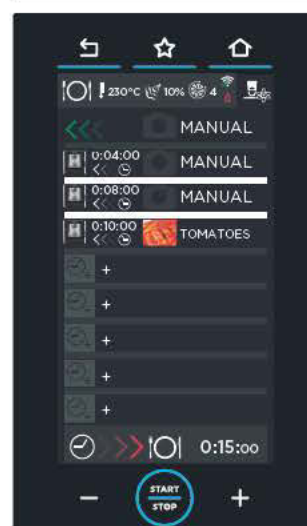 230°C 10% 4
MANUAL
0:04:00 MANUAL
0:08:00 MANUAL
0:10:00 TOMATOES
+
+
+
+
+
0:15:00
− START STOP +